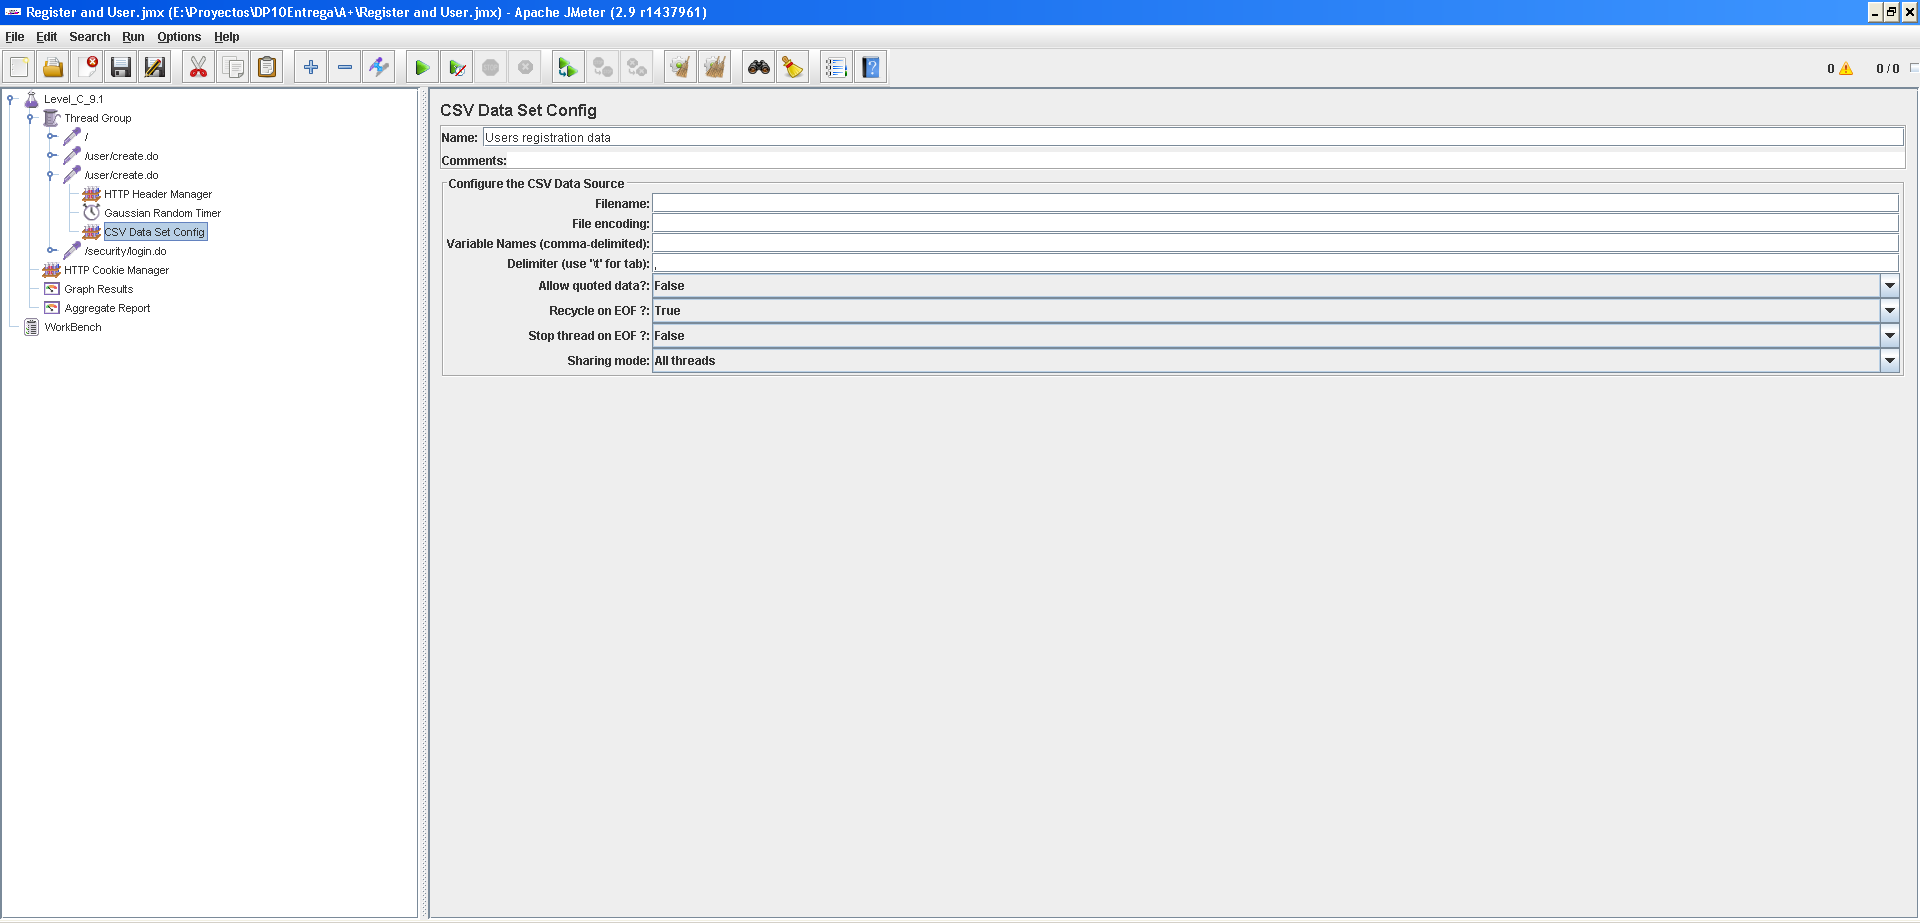 Register and User.jmx (E:\Proyectos\DP10Entrega\A+\Register and User.jmx) - Apache JMeter (2.9 r1437961)
File Edit Search Run Options Help
0 0 / 0
Level_C_9.1
Thread Group
/
/user/create.do
/user/create.do
HTTP Header Manager
Gaussian Random Timer
CSV Data Set Config
/security/login.do
HTTP Cookie Manager
Graph Results
Aggregate Report
WorkBench
CSV Data Set Config
Name: Users registration data
Comments:
Configure the CSV Data Source
Filename:
File encoding:
Variable Names (comma-delimited):
Delimiter (use '\t' for tab): ,
Allow quoted data?: False
Recycle on EOF ?: True
Stop thread on EOF ?: False
Sharing mode: All threads